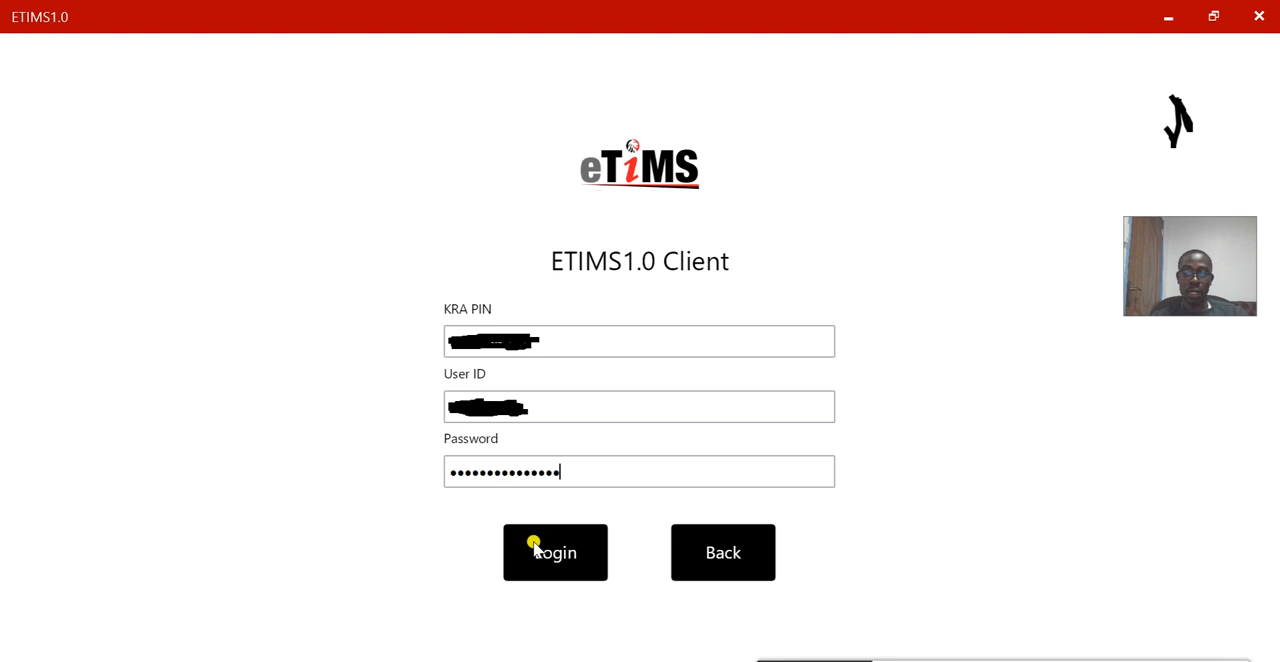 ETIMS1.0
eTiMS
ETIMS1.0 Client
KRA PIN
User ID
Password
Login
Back